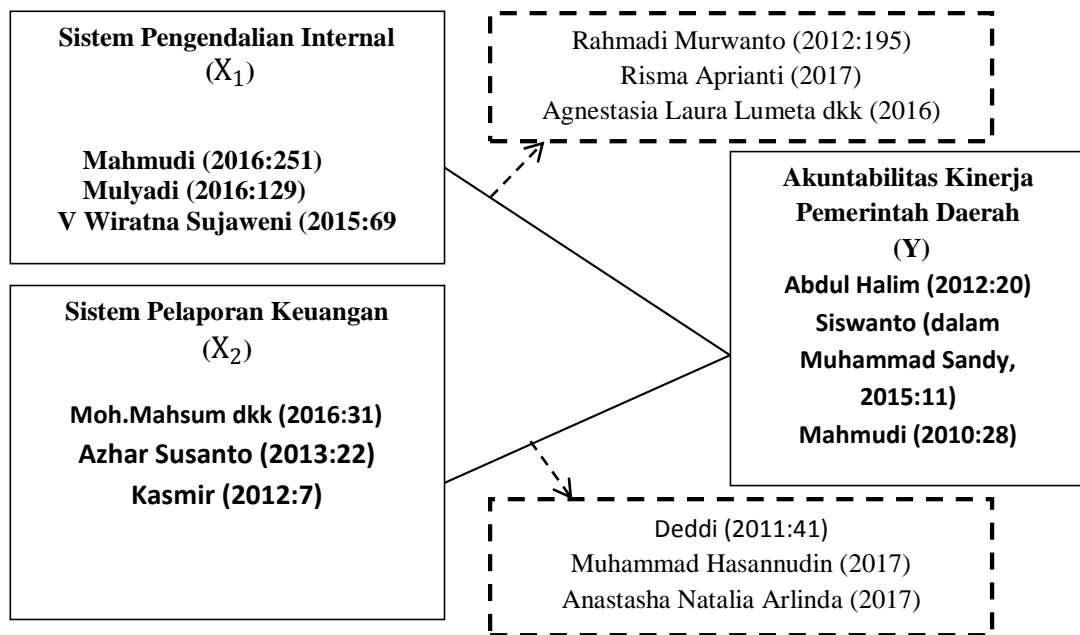 Sistem Pengendalian Internal
(X₁)
Mahmudi (2016:251)
Mulyadi (2016:129)
V Wiratna Sujaweni (2015:69
Rahmadi Murwanto (2012:195)
Risma Aprianti (2017)
Agnestasia Laura Lumeta dkk (2016)
Akuntabilitas Kinerja
Pemerintah Daerah
(Y)
Abdul Halim (2012:20)
Siswanto (dalam
Muhammad Sandy,
2015:11)
Mahmudi (2010:28)
Sistem Pelaporan Keuangan
(X₂)
Moh.Mahsum dkk (2016:31)
Azhar Susanto (2013:22)
Kasmir (2012:7)
Deddi (2011:41)
Muhammad Hasannudin (2017)
Anastasha Natalia Arlinda (2017)